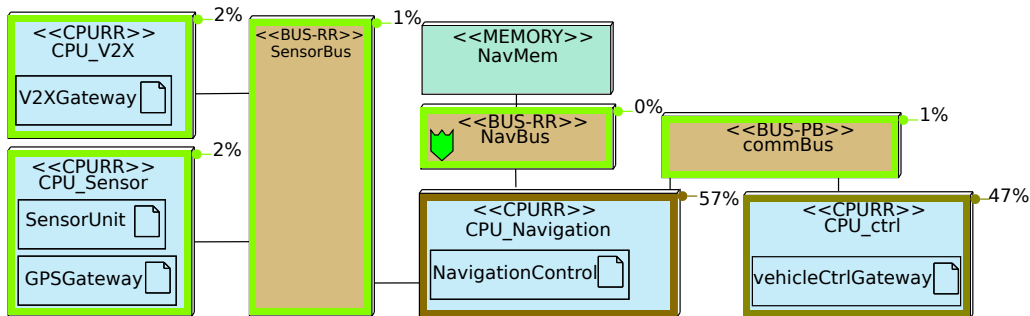 2%
<<CPURR>>
CPU_V2X
V2XGateway
2%
<<CPURR>>
CPU_Sensor
SensorUnit
GPSGateway
1%
<<BUS-RR>>
SensorBus
<<MEMORY>>
NavMem
0%
<<BUS-RR>>
NavBus
1%
<<BUS-PB>>
commBus
57%
<<CPURR>>
CPU_Navigation
NavigationControl
47%
<<CPURR>>
CPU_ctrl
vehicleCtrlGateway